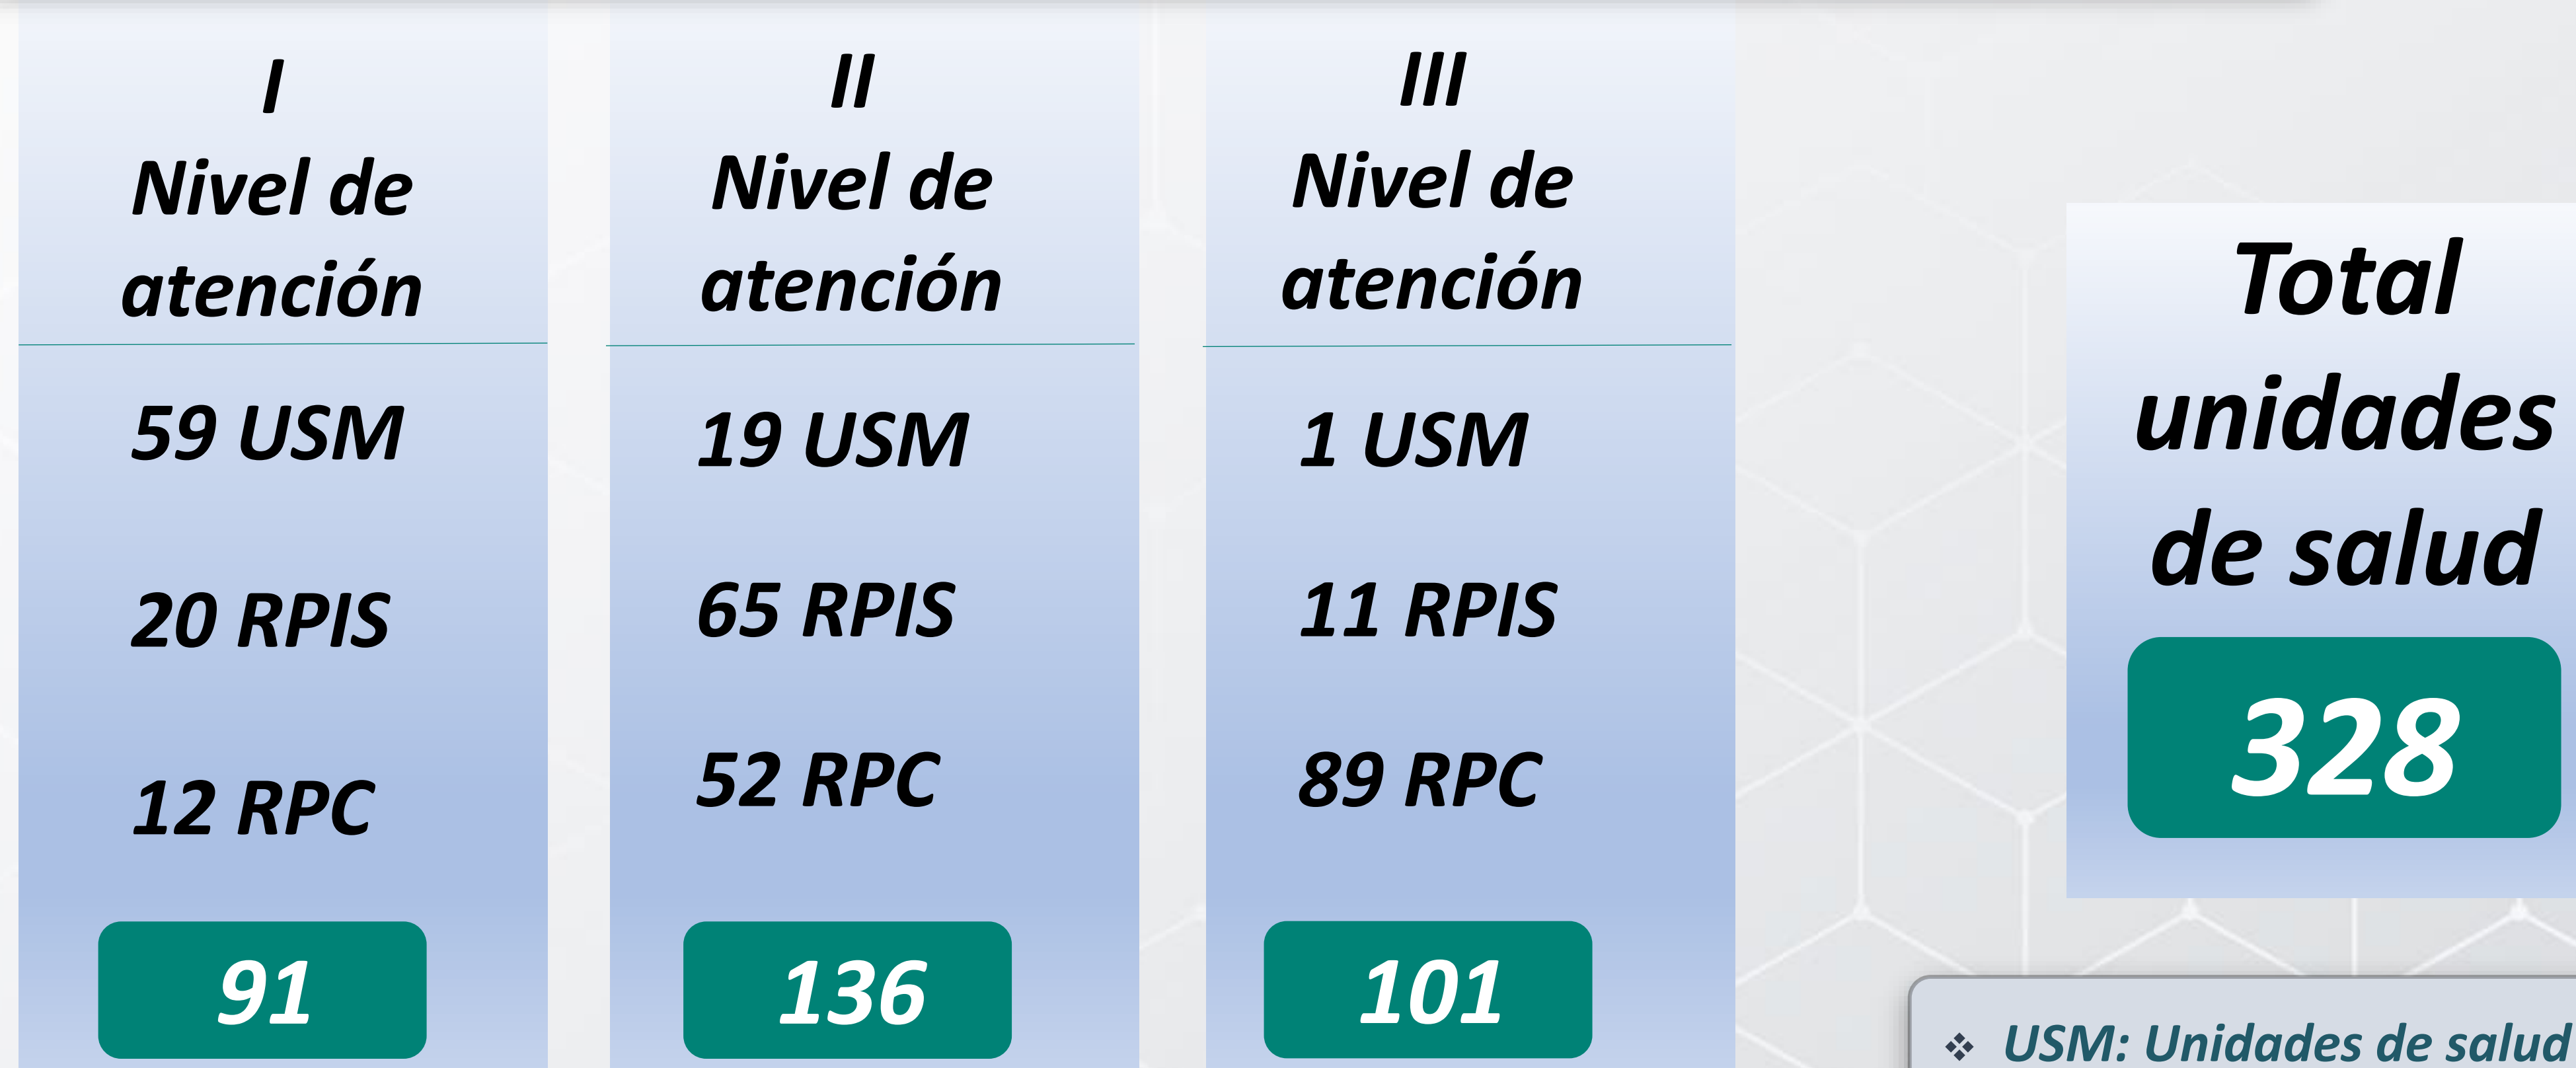 I
Nivel de
atención
59 USM
20 RPIS
12 RPC
91
II
Nivel de
atención
19 USM
65 RPIS
52 RPC
136
III
Nivel de
atención
1 USM
11 RPIS
89 RPC
101
Total
unidades
de salud
328
❖ USM: Unidades de salud